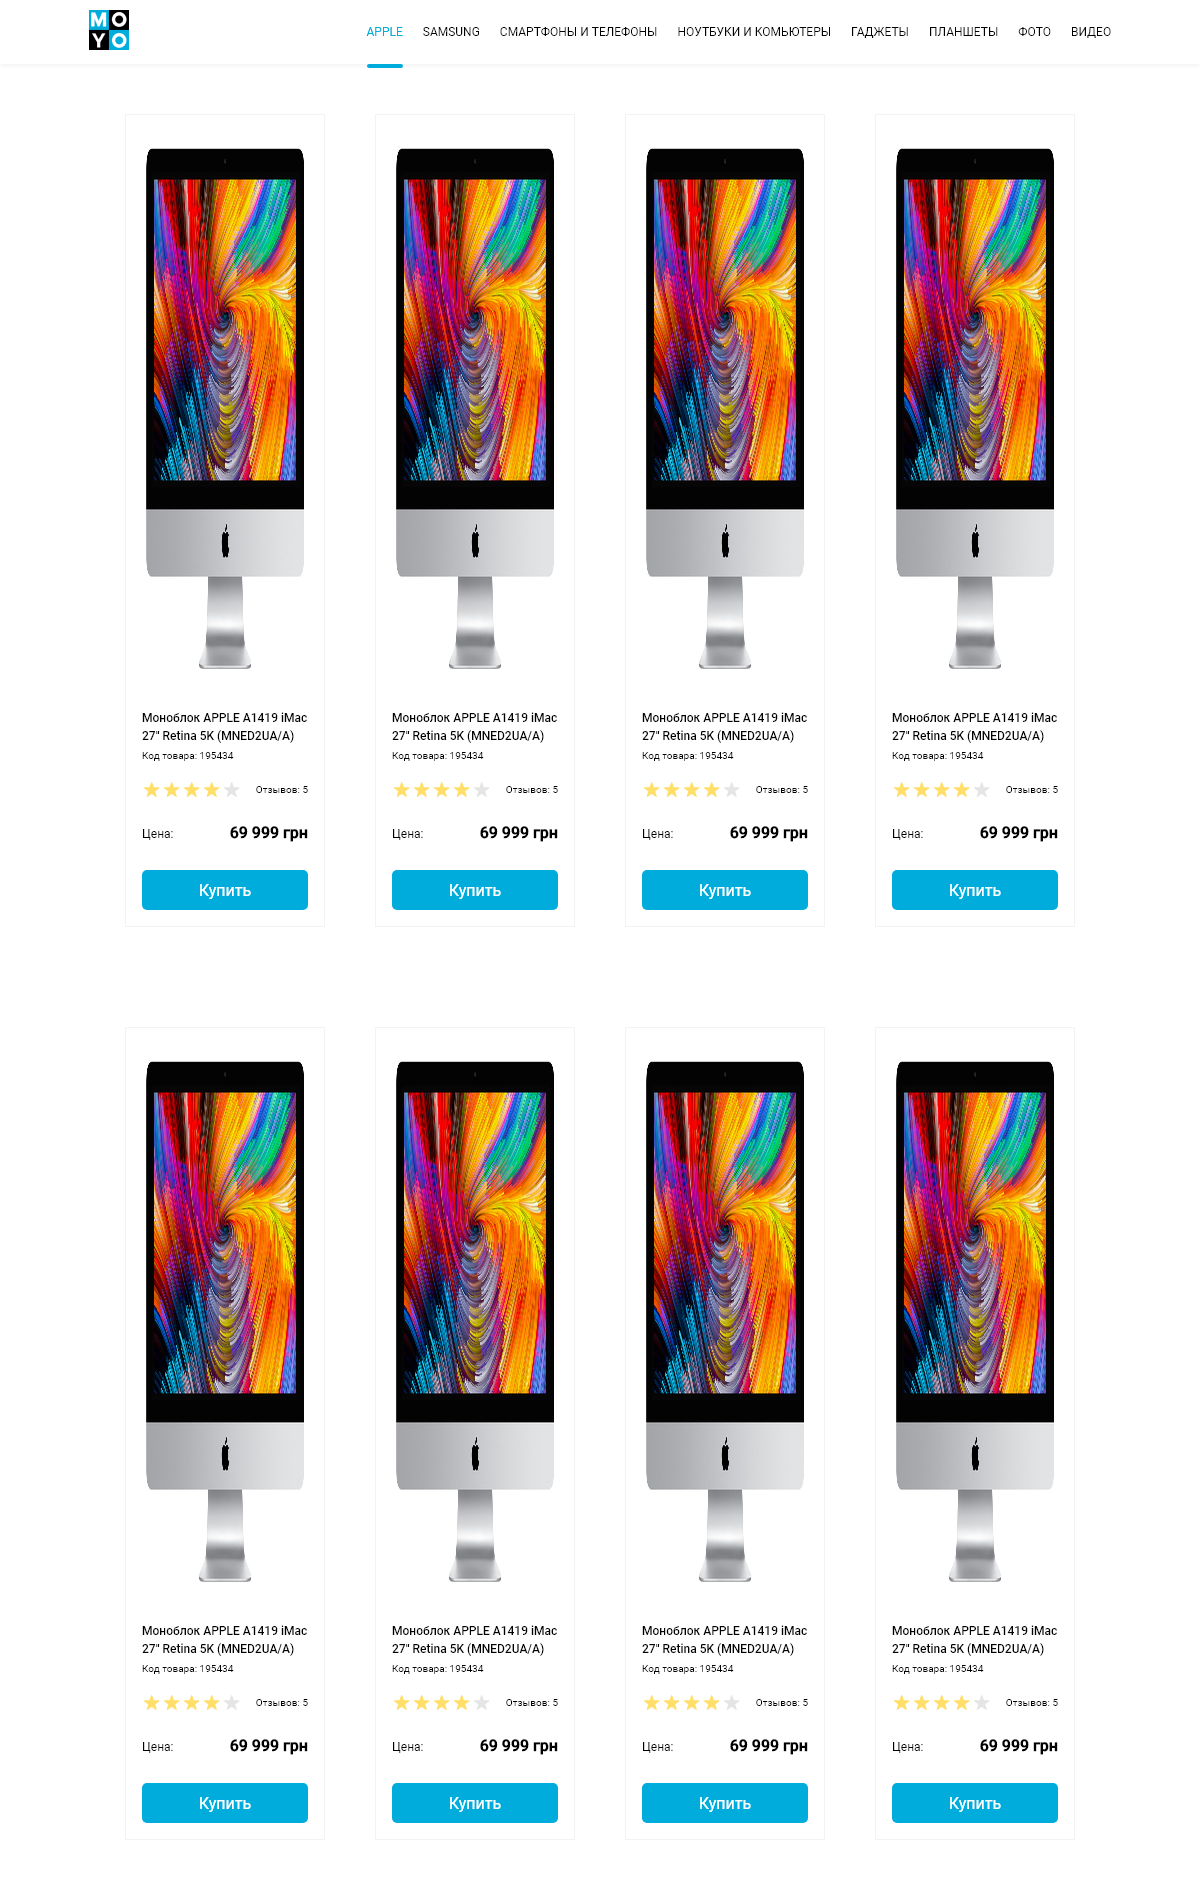 MO
YO
APPLE SAMSUNG СМАРТФОНЫ И ТЕЛЕФОНЫ НОУТБУКИ И КОМЬЮТЕРЫ ГАДЖЕТЫ ПЛАНШЕТЫ ФОТО ВИДЕО
Моноблок APPLE A1419 iMac
27" Retina 5K (MNED2UA/A)
Код товара: 195434
Отзывов: 5
Цена: 69 999 грн
Купить
Моноблок APPLE A1419 iMac
27" Retina 5K (MNED2UA/A)
Код товара: 195434
Отзывов: 5
Цена: 69 999 грн
Купить
Моноблок APPLE A1419 iMac
27" Retina 5K (MNED2UA/A)
Код товара: 195434
Отзывов: 5
Цена: 69 999 грн
Купить
Моноблок APPLE A1419 iMac
27" Retina 5K (MNED2UA/A)
Код товара: 195434
Отзывов: 5
Цена: 69 999 грн
Купить
Моноблок APPLE A1419 iMac
27" Retina 5K (MNED2UA/A)
Код товара: 195434
Отзывов: 5
Цена: 69 999 грн
Купить
Моноблок APPLE A1419 iMac
27" Retina 5K (MNED2UA/A)
Код товара: 195434
Отзывов: 5
Цена: 69 999 грн
Купить
Моноблок APPLE A1419 iMac
27" Retina 5K (MNED2UA/A)
Код товара: 195434
Отзывов: 5
Цена: 69 999 грн
Купить
Моноблок APPLE A1419 iMac
27" Retina 5K (MNED2UA/A)
Код товара: 195434
Отзывов: 5
Цена: 69 999 грн
Купить